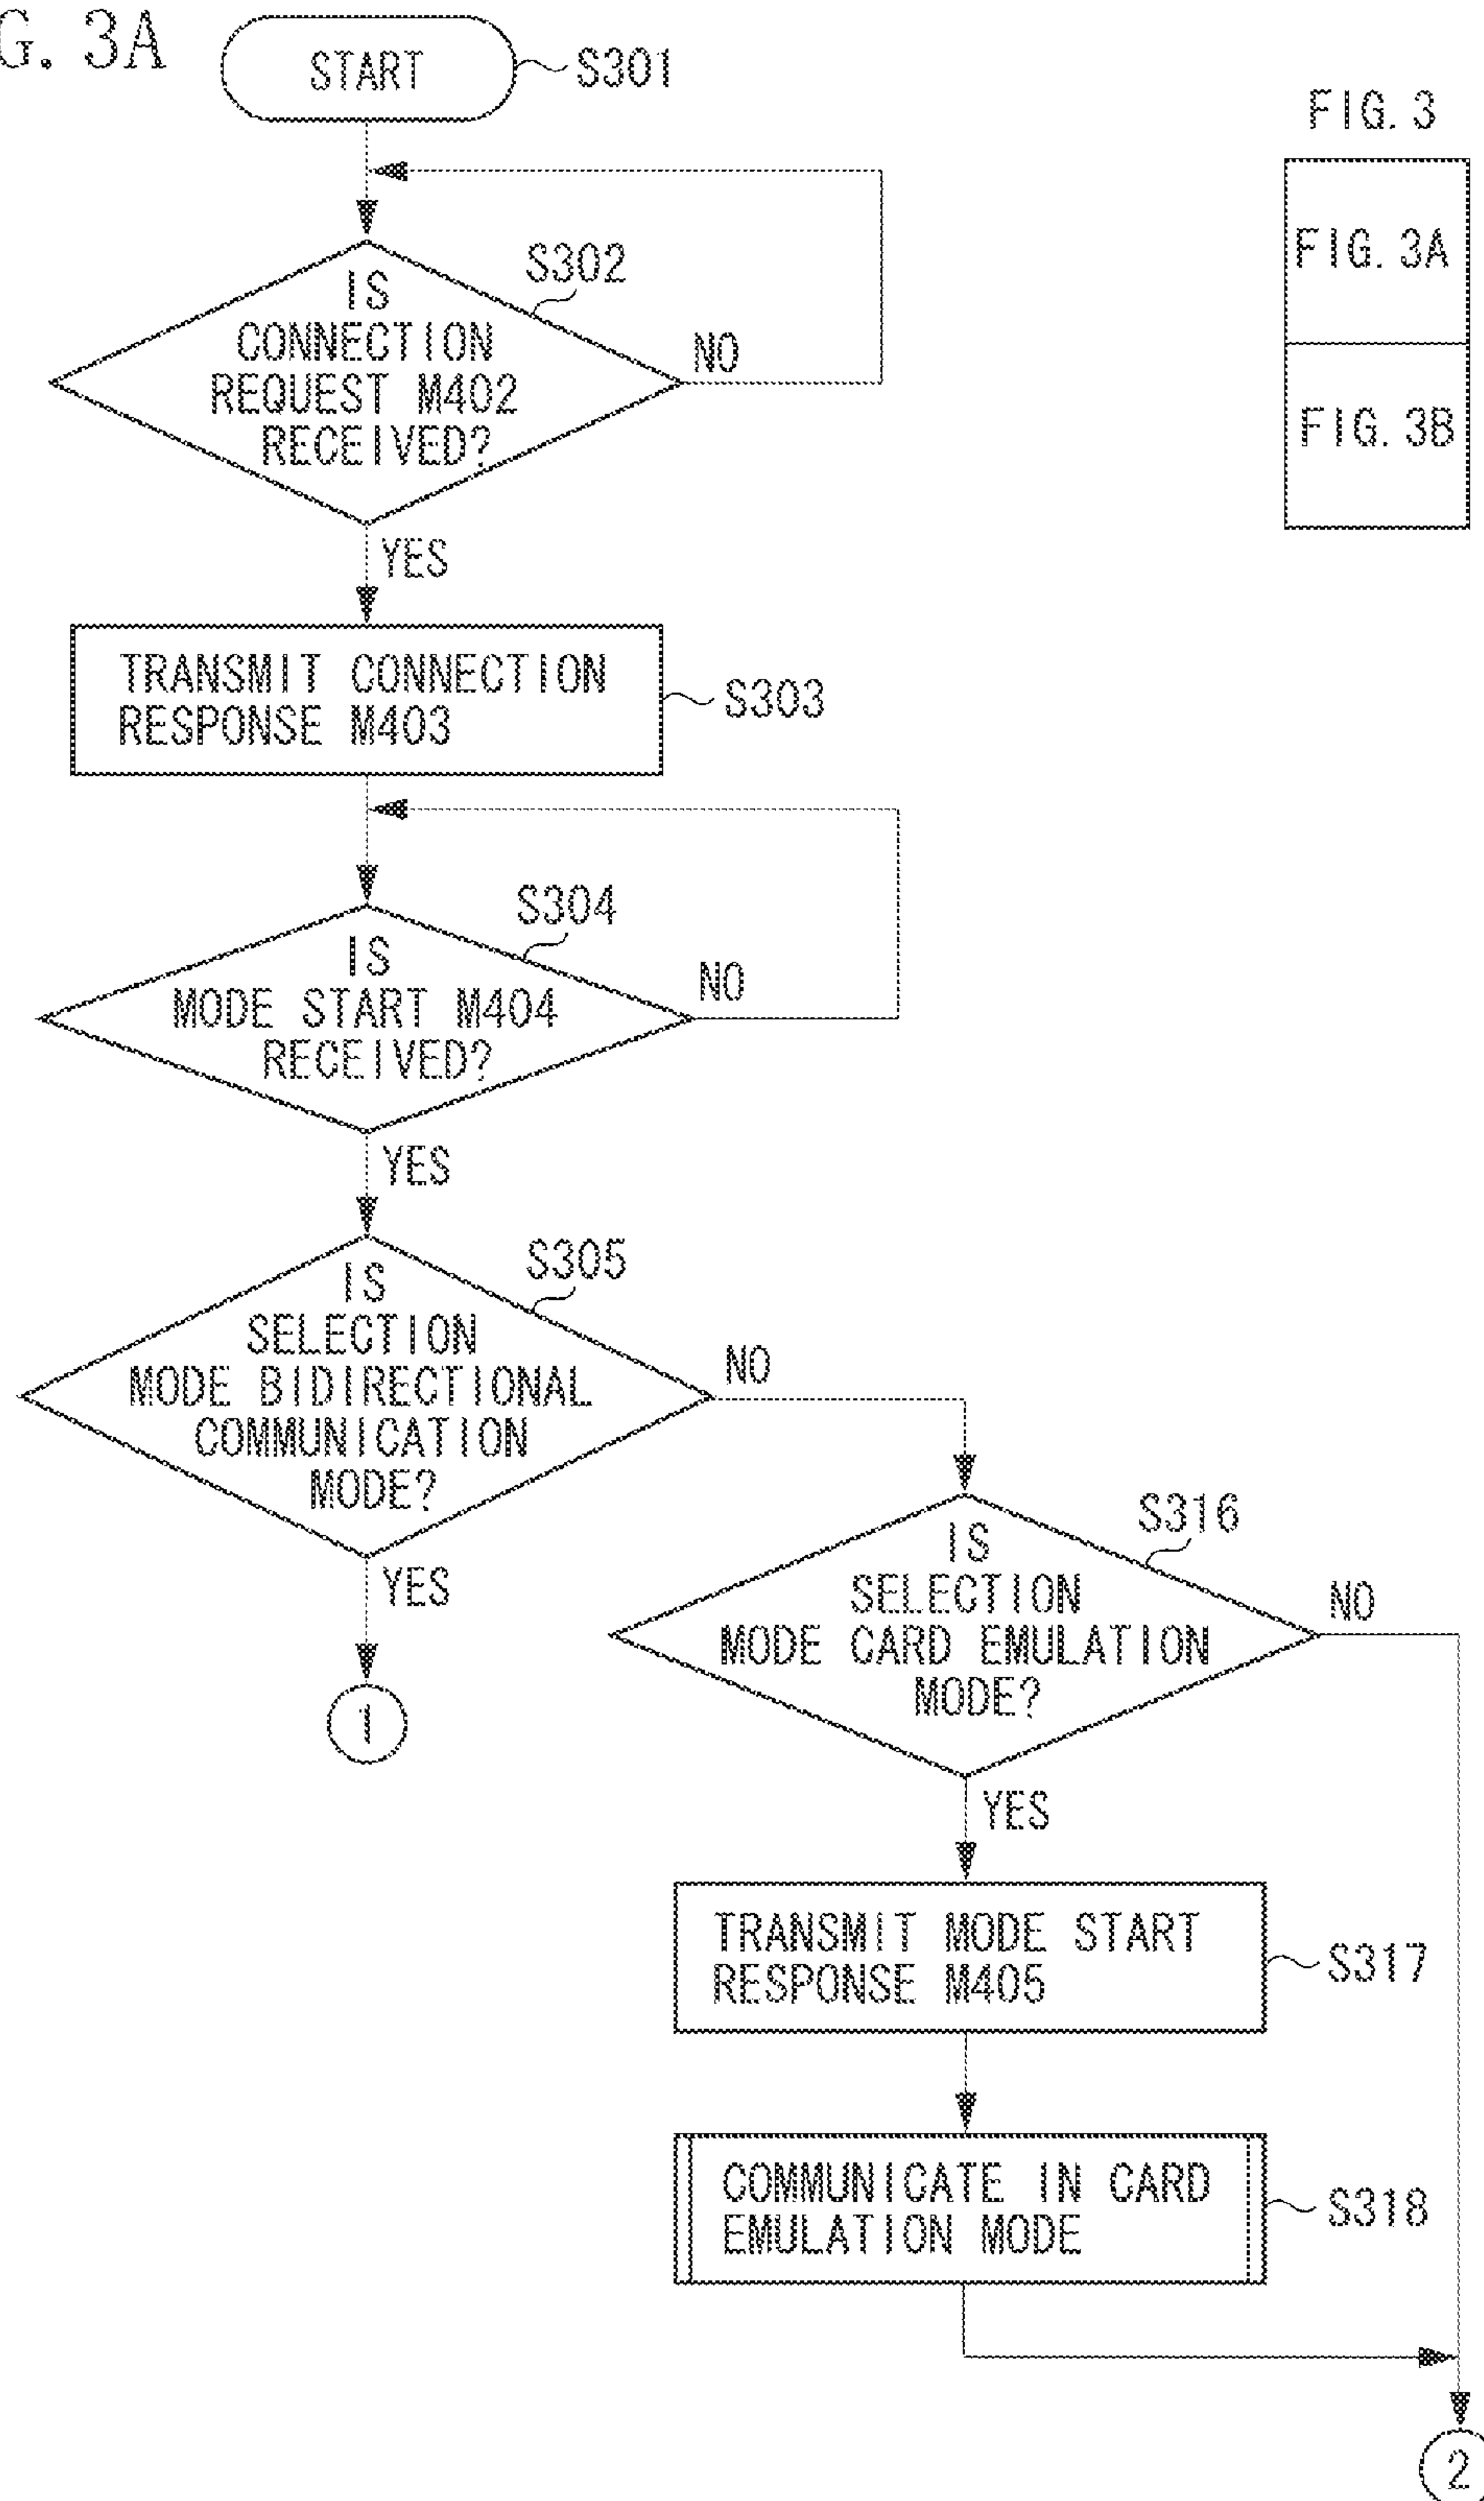 G. 3A
START
S301
FIG. 3
FIG. 3A
FIG. 3B
S302
IS
CONNECTION
REQUEST M402
RECEIVED?
NO
YES
TRANSMIT CONNECTION
RESPONSE M403
S303
S304
IS
MODE START M404
RECEIVED?
NO
YES
S305
IS
SELECTION
MODE BIDIRECTIONAL
COMMUNICATION
MODE?
NO
YES
1
S316
IS
SELECTION
MODE CARD EMULATION
MODE?
NO
YES
TRANSMIT MODE START
RESPONSE M405
S317
COMMUNICATE IN CARD
EMULATION MODE
S318
2